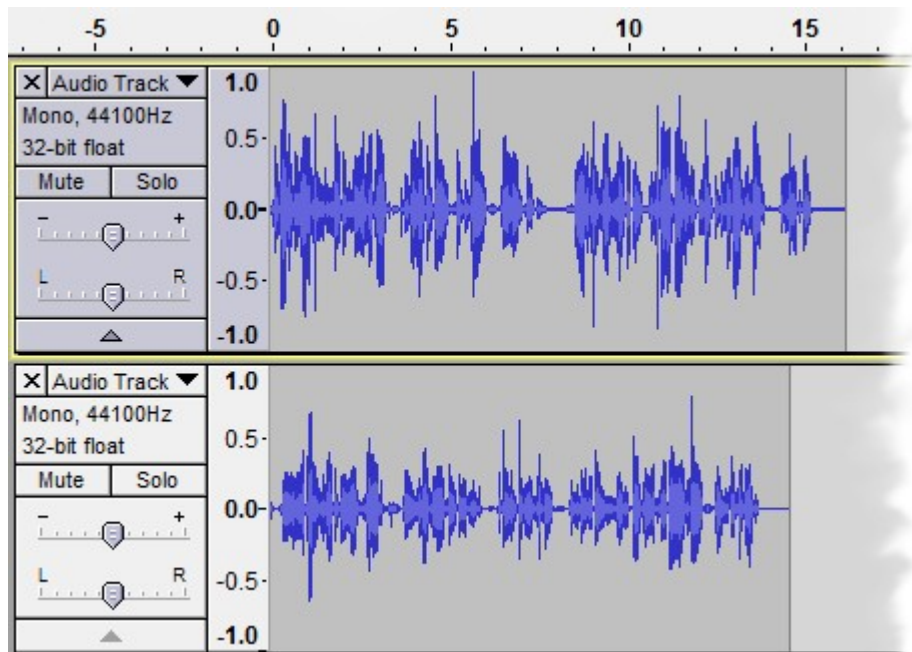 -5 0 5 10 15
X Audio Track ▼ 1.0
Mono, 44100Hz
32-bit float 0.5
Mute Solo
- + 0.0
L R -0.5
-1.0
X Audio Track ▼ 1.0
Mono, 44100Hz
32-bit float 0.5
Mute Solo
- + 0.0
L R -0.5
-1.0